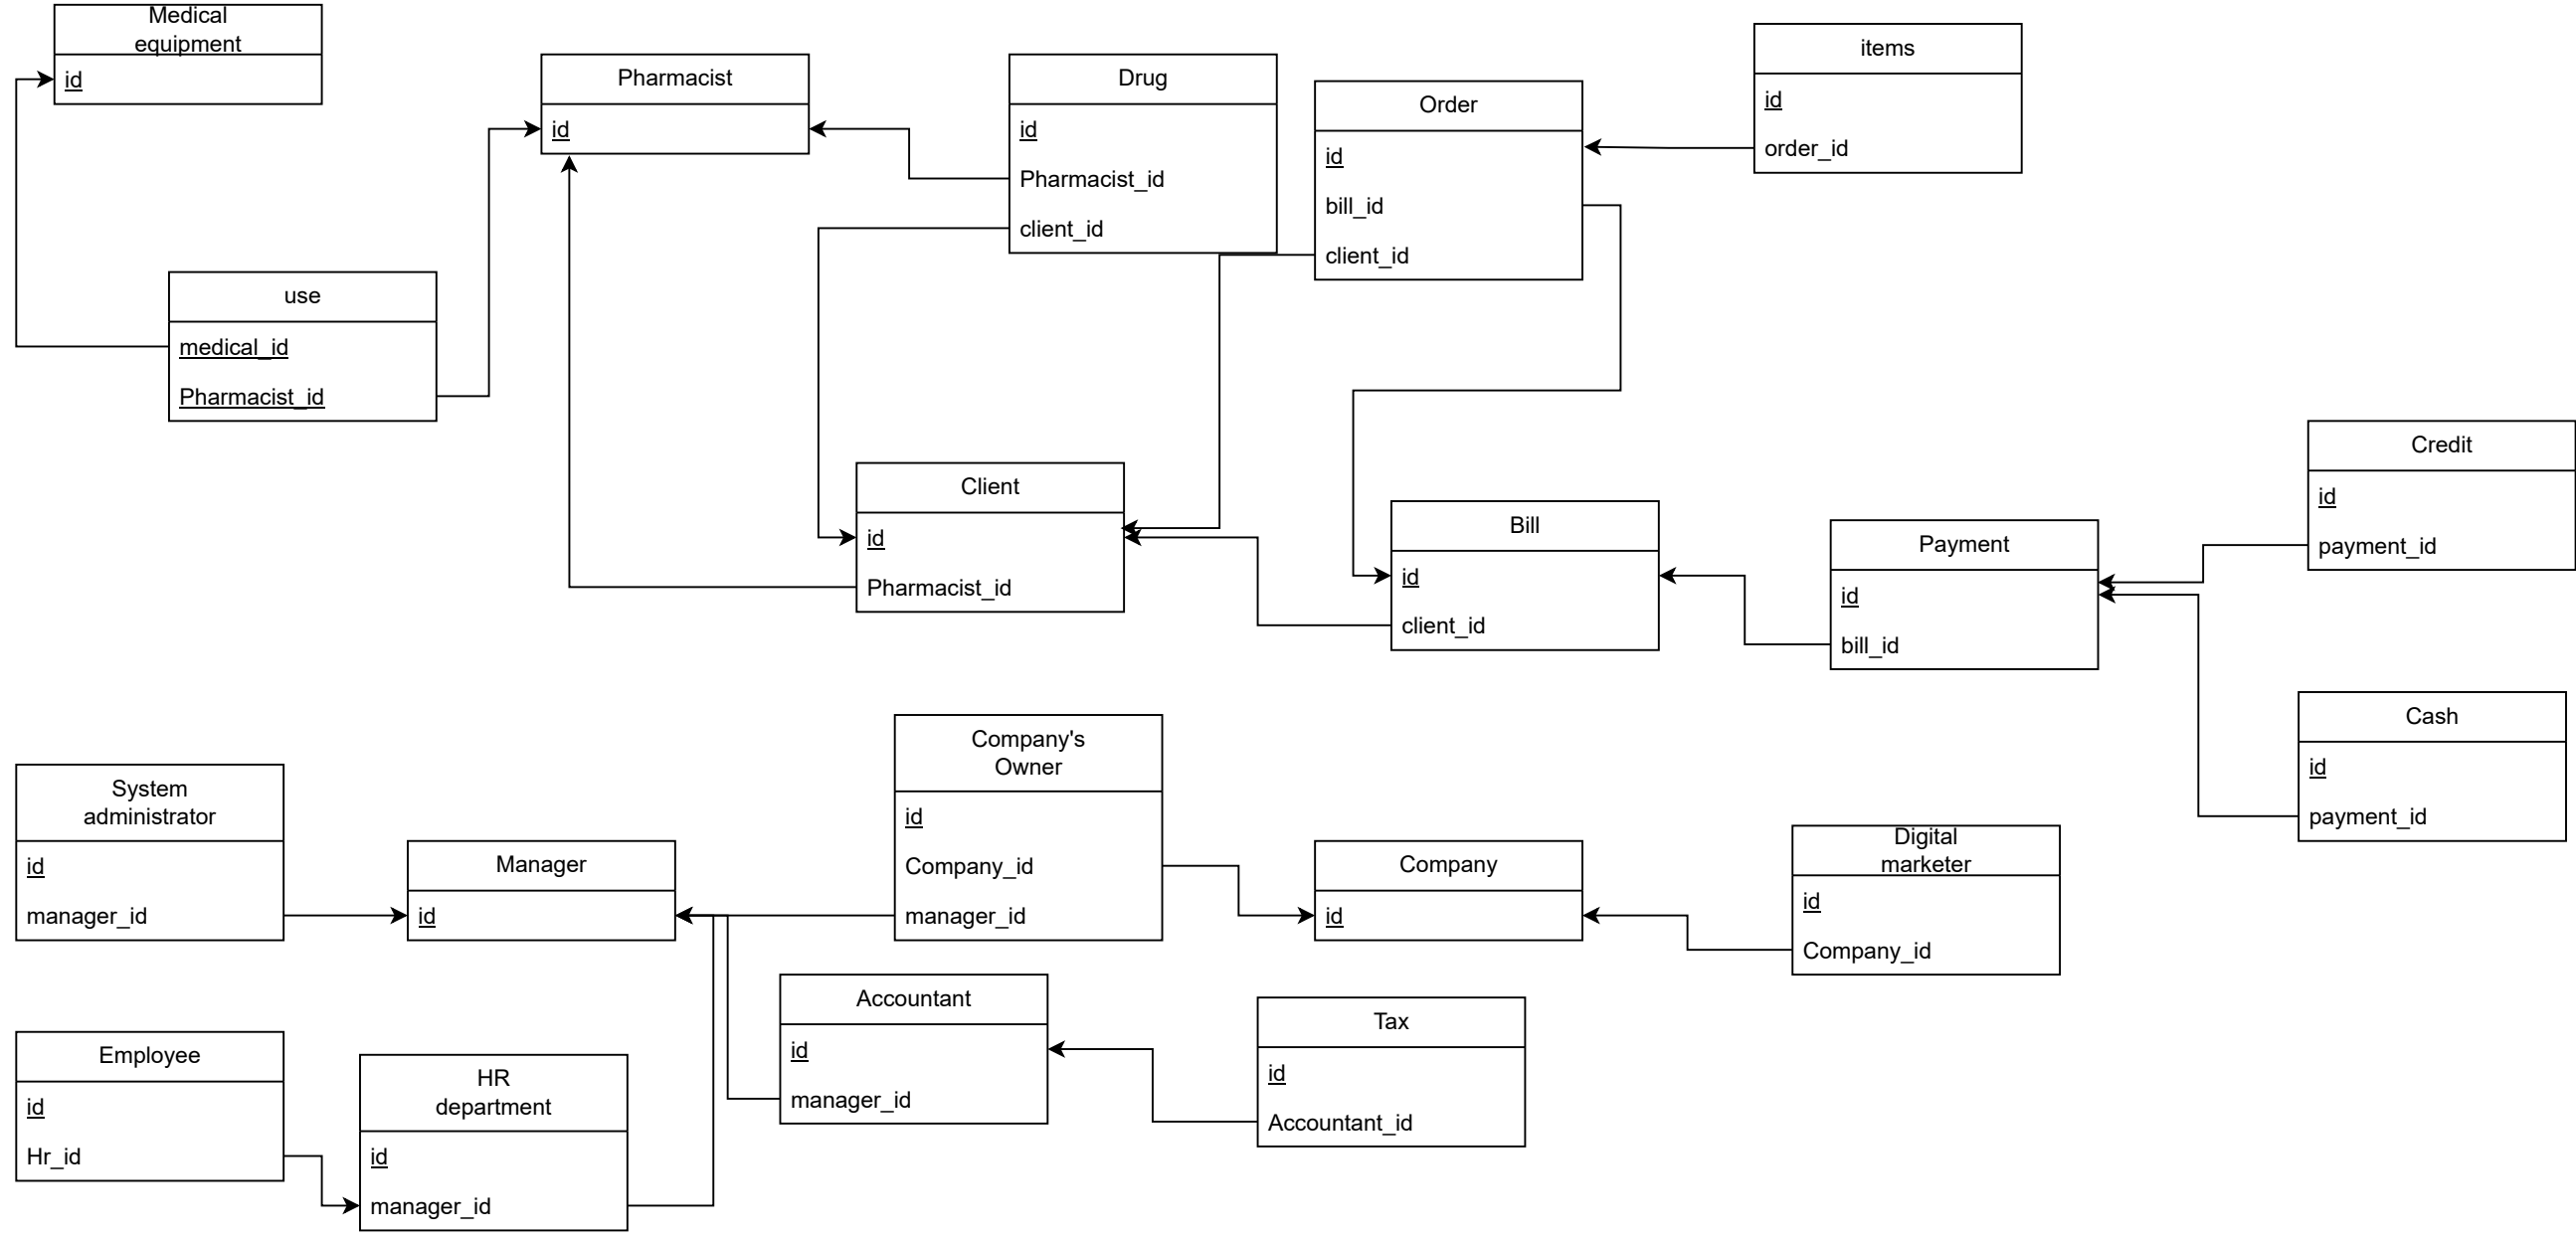 Medical
equipment
id
Pharmacist
id
Drug
id
Pharmacist_id
client_id
Order
id
bill_id
client_id
items
id
order_id
use
medical_id
Pharmacist_id
Client
id
Pharmacist_id
Bill
id
client_id
Payment
id
bill_id
Credit
id
payment_id
Cash
id
payment_id
System
administrator
id
manager_id
Manager
id
Company's
Owner
id
Company_id
manager_id
Company
id
Digital
marketer
id
Company_id
Employee
id
Hr_id
HR
department
id
manager_id
Accountant
id
manager_id
Tax
id
Accountant_id